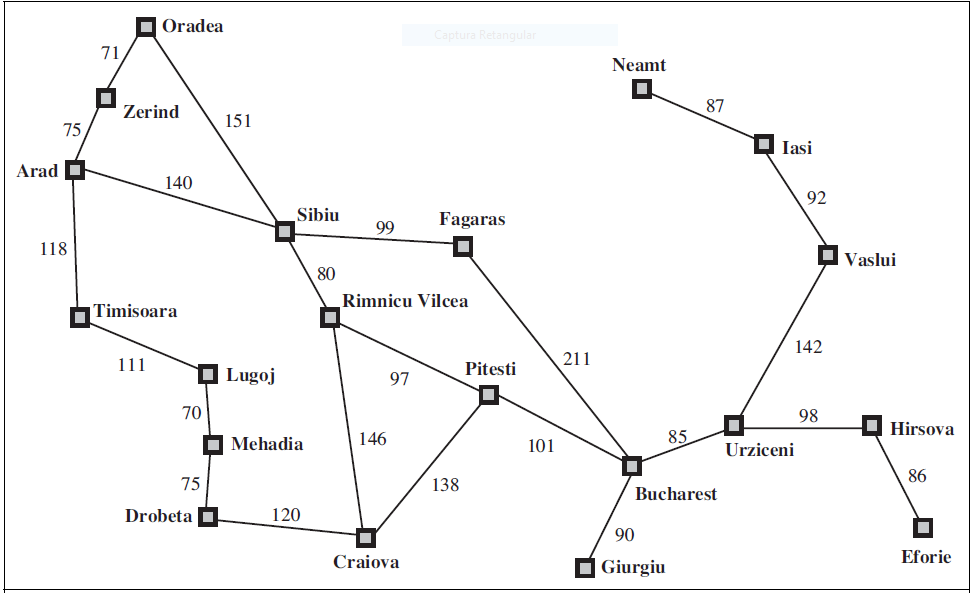 Oradea
Captura Retangular
71
Neamt
Zerind
87
151
75
Iasi
Arad
140
92
Sibiu
Fagaras
99
118
Vaslui
80
Rimnicu Vilcea
Timisoara
142
211
111
Pitesti
Lugoj
97
70
98
Hirsova
146
85
Mehadia
101
Urziceni
86
75
138
Bucharest
Drobeta
120
90
Eforie
Craiova
Giurgiu